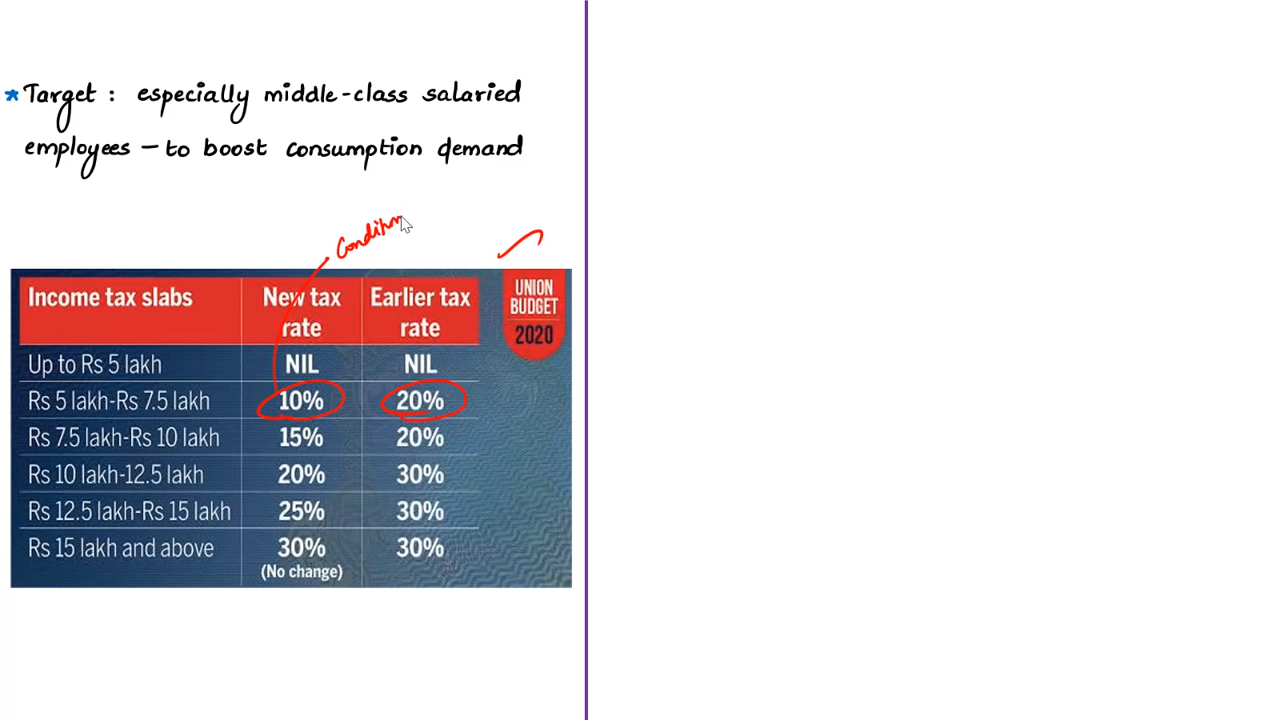 *Target : especially middle-class salaried
employees – to boost consumption demand
Income tax slabs New tax rate Earlier tax rate
UNION
BUDGET
2020
Up to Rs 5 lakh NIL NIL
Rs 5 lakh-Rs 7.5 lakh 10% 20%
Rs 7.5 lakh-Rs 10 lakh 15% 20%
Rs 10 lakh-12.5 lakh 20% 30%
Rs 12.5 lakh-Rs 15 lakh 25% 30%
Rs 15 lakh and above 30% 30%
(No change)